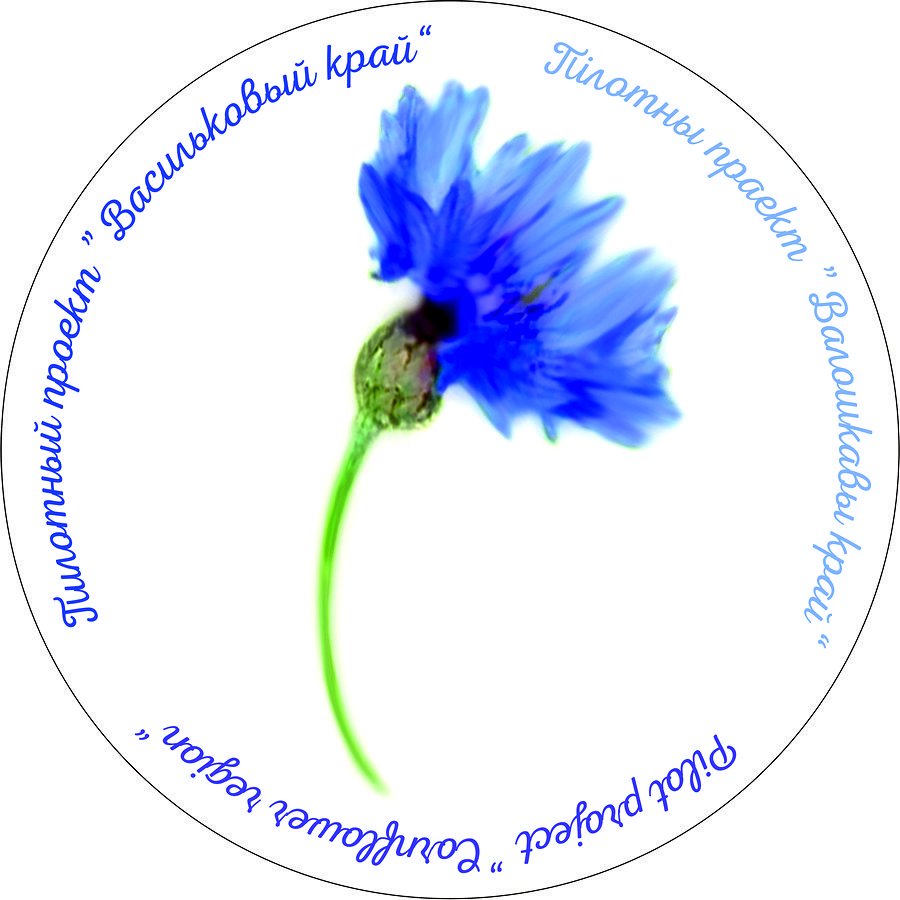 Пилотный проект " Васильковый край"
Пілотны праект " Валошкавы край"
Pilot project " Cornflower region "